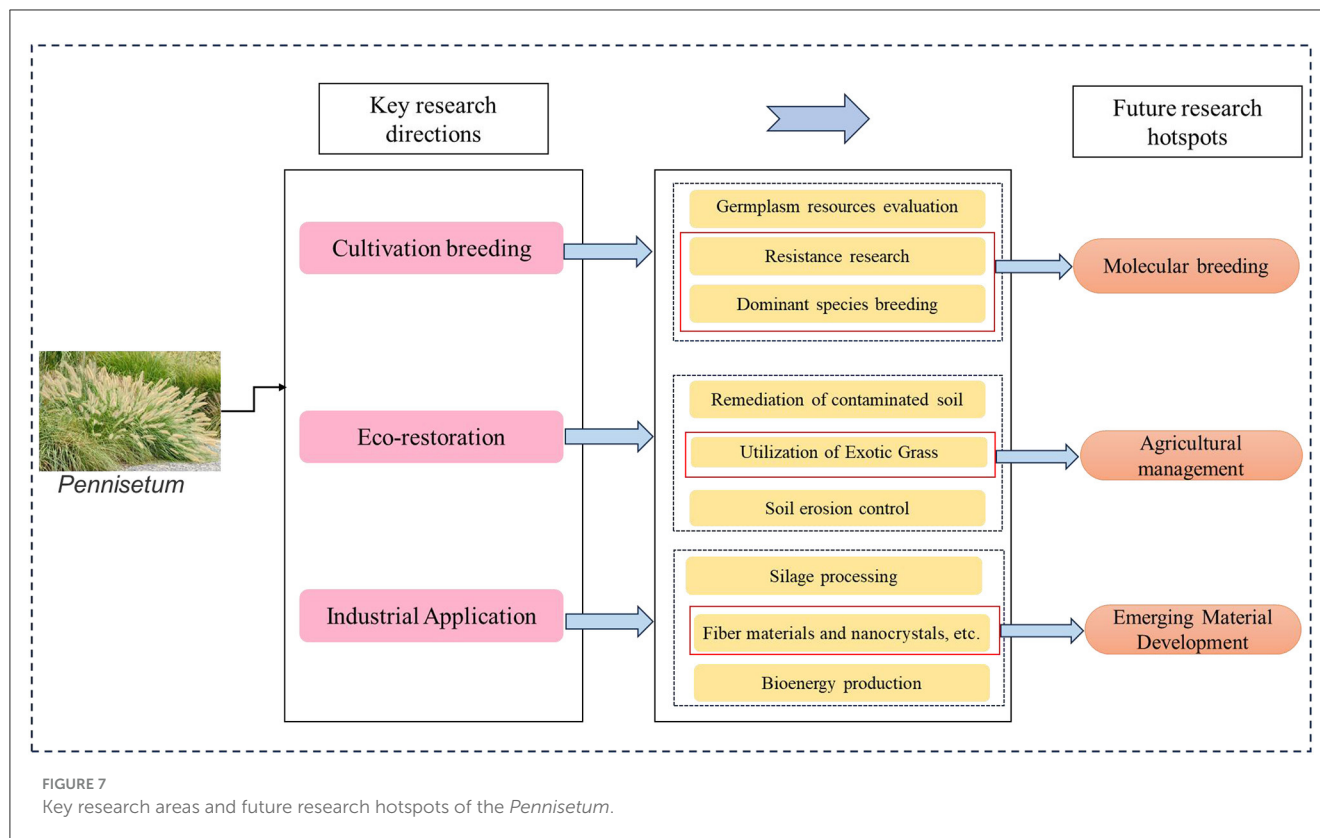 Key research
directions
Future research
hotspots
Cultivation breeding
Eco-restoration
Industrial Application
Pennisetum
Germplasm resources evaluation
Resistance research
Dominant species breeding
Remediation of contaminated soil
Utilization of Exotic Grass
Soil erosion control
Silage processing
Fiber materials and nanocrystals, etc.
Bioenergy production
Molecular breeding
Agricultural
management
Emerging Material
Development
FIGURE 7
Key research areas and future research hotspots of the Pennisetum.